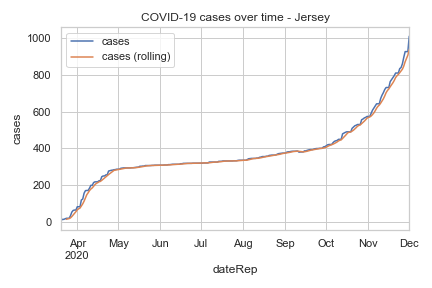 COVID-19 cases over time - Jersey
cases
cases (rolling)
cases
1000
800
600
400
200
0
Apr May Jun Jul Aug Sep Oct Nov Dec
2020
dateRep